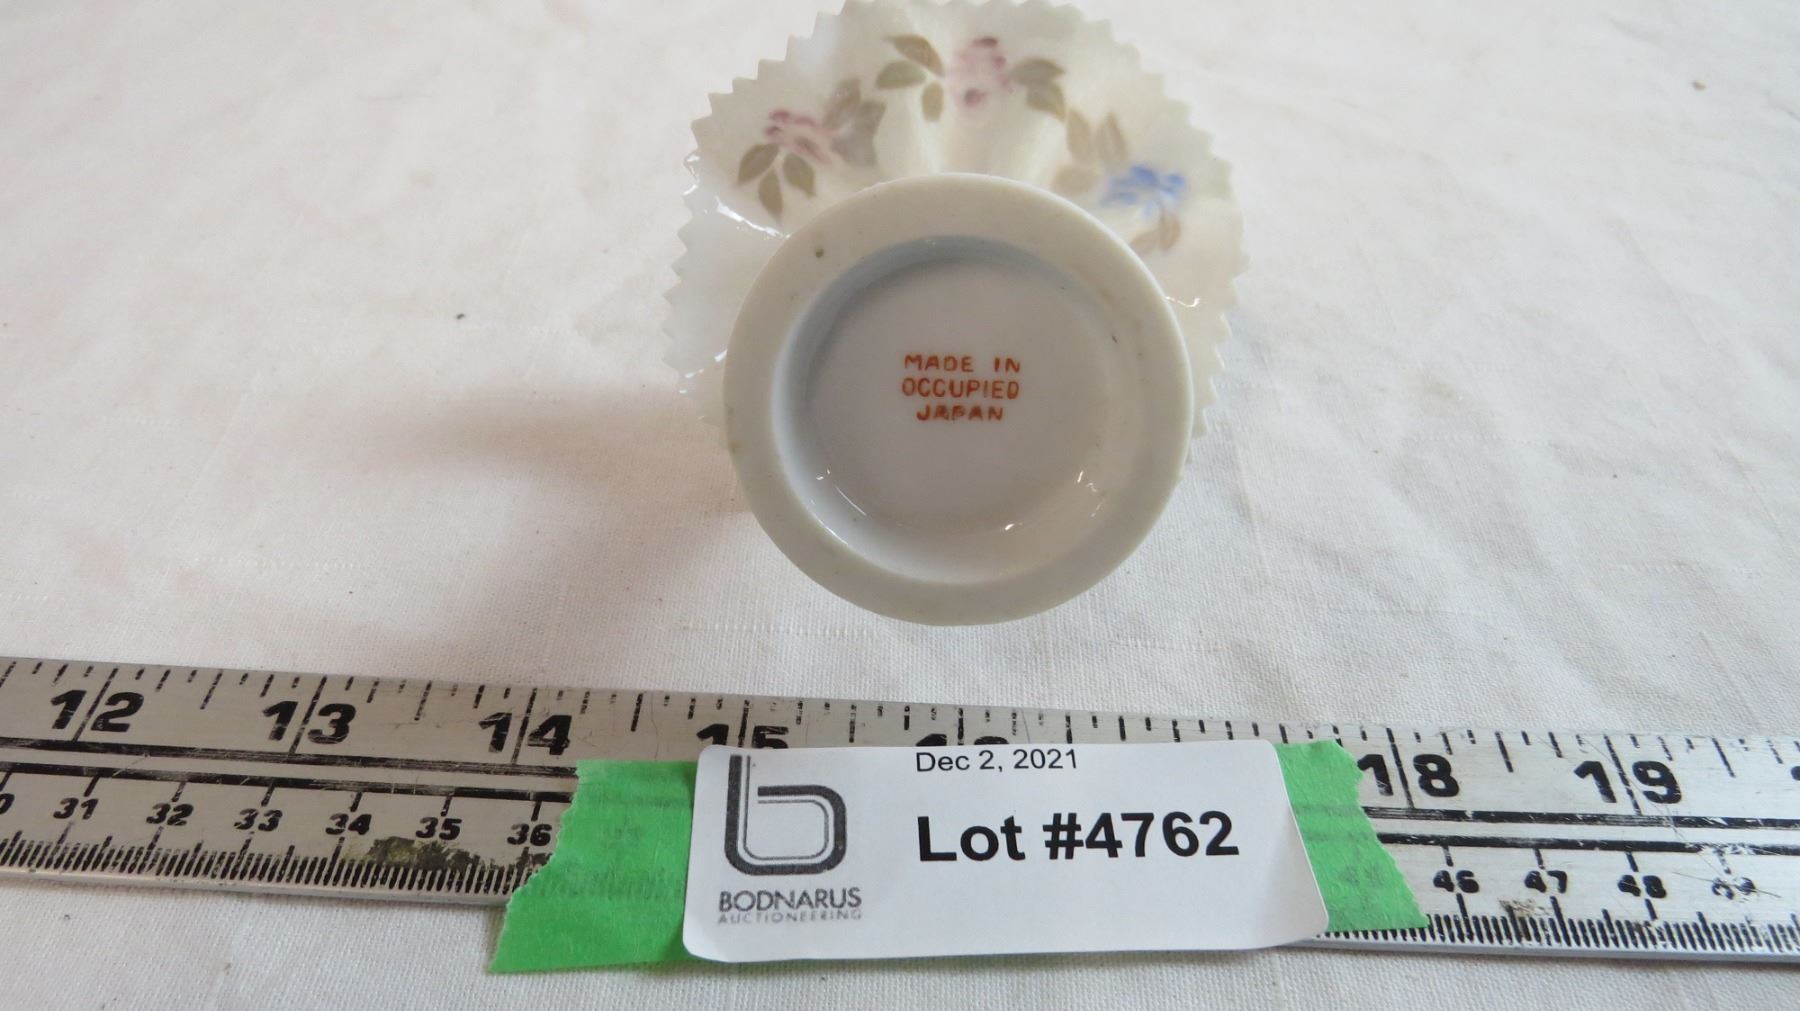 MADE IN
OCCUPIED
JAPAN
12 13 14 15 18 19
31 32 33 34 35 36 46 47 48
Dec 2, 2021
Lot #4762
b
BODNARUS
AUCTIONEERING